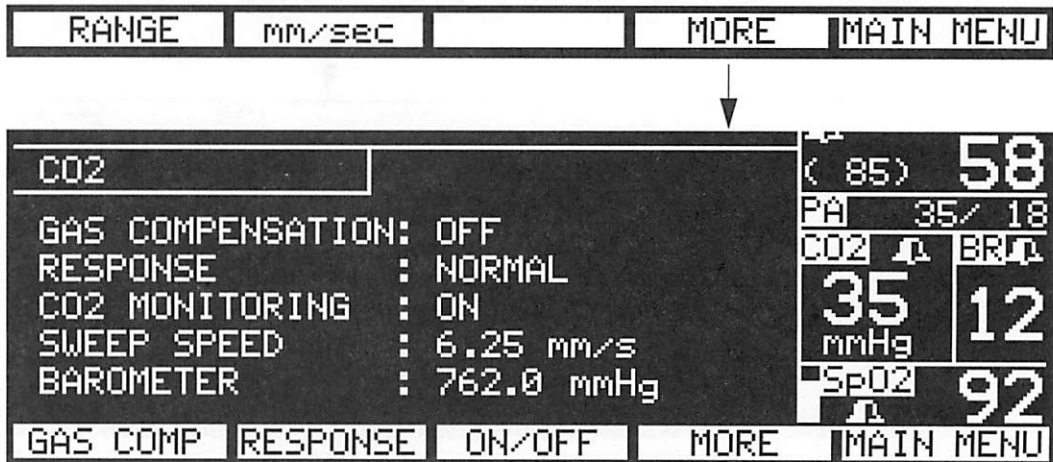 RANGE mm/sec MORE MAIN MENU
CO2
GAS COMPENSATION: OFF
RESPONSE : NORMAL
CO2 MONITORING : ON
SWEEP SPEED : 6.25 mm/s
BAROMETER : 762.0 mmHg
( 85) 58
PA 35/ 18
CO2 BR
35 12
mmHg
SpO2 92
GAS COMP RESPONSE ON/OFF MORE MAIN MENU